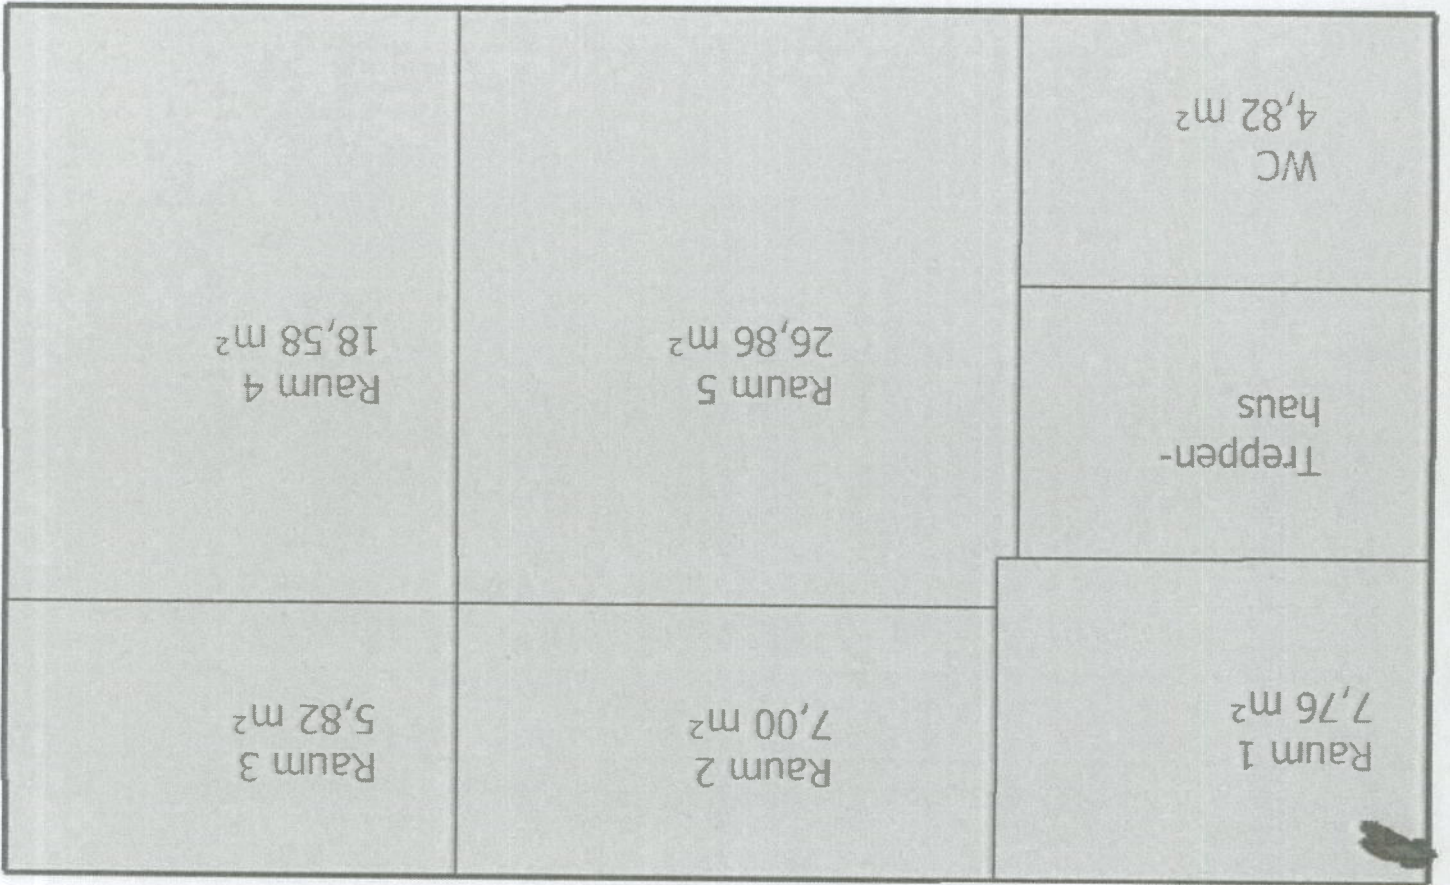 Raum 1
7,76 m²
Raum 2
7,00 m²
Raum 3
5,82 m²
Treppen-
haus
Raum 5
26,86 m²
Raum 4
18,58 m²
WC
4,82 m²